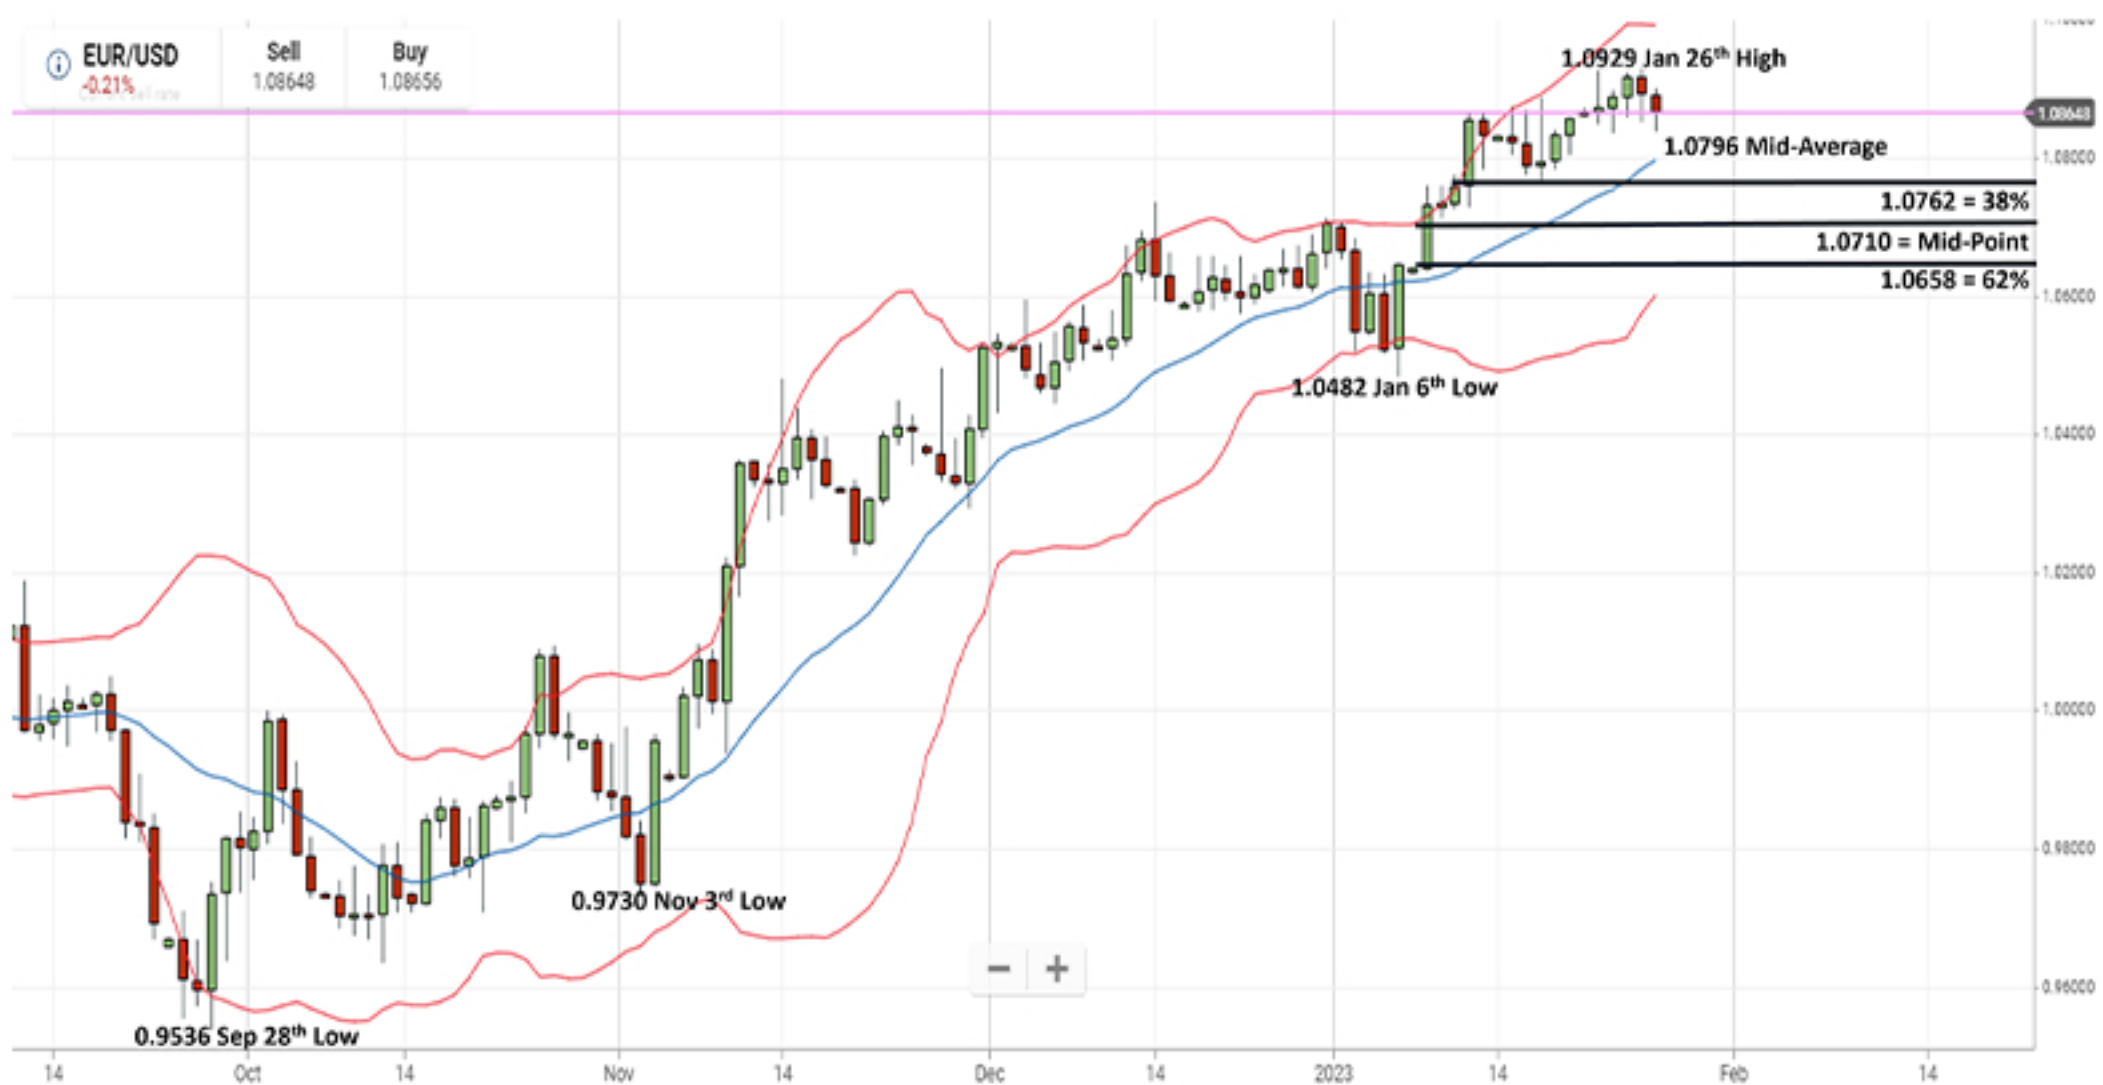 EUR/USD Sell Buy
-0.21% 1.08648 1.08656
Current sell rate
1.0929 Jan 26th High
1.08648
1.0796 Mid-Average
1.08000
1.0762 = 38%
1.0710 = Mid-Point
1.0658 = 62%
1.06000
1.0482 Jan 6th Low
1.04000
1.02000
1.00000
0.98000
0.9730 Nov 3rd Low
0.96000
0.9536 Sep 28th Low
14 Oct 14 Nov 14 Dec 14 2023 14 Feb 14